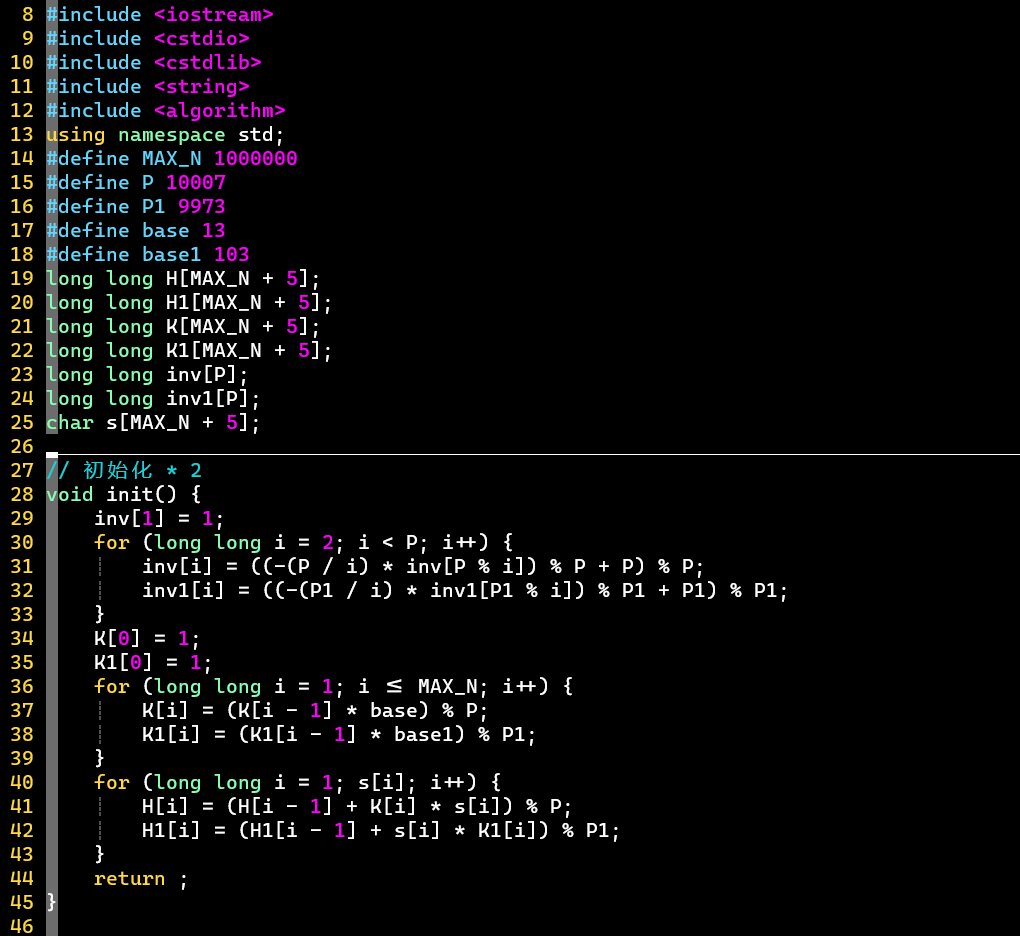 8 #include <iostream>
9 #include <cstdio>
10 #include <cstdlib>
11 #include <string>
12 #include <algorithm>
13 using namespace std;
14 #define MAX_N 1000000
15 #define P 10007
16 #define P1 9973
17 #define base 13
18 #define base1 103
19 long long H[MAX_N + 5];
20 long long H1[MAX_N + 5];
21 long long K[MAX_N + 5];
22 long long K1[MAX_N + 5];
23 long long inv[P];
24 long long inv1[P];
25 char s[MAX_N + 5];
26
27 // 初始化 * 2
28 void init() {
29     inv[1] = 1;
30     for (long long i = 2; i < P; i++) {
31         inv[i] = ((-(P / i) * inv[P % i]) % P + P) % P;
32         inv1[i] = ((-(P1 / i) * inv1[P1 % i]) % P1 + P1) % P1;
33     }
34     K[0] = 1;
35     K1[0] = 1;
36     for (long long i = 1; i ≤ MAX_N; i++) {
37         K[i] = (K[i - 1] * base) % P;
38         K1[i] = (K1[i - 1] * base1) % P1;
39     }
40     for (long long i = 1; s[i]; i++) {
41         H[i] = (H[i - 1] + K[i] * s[i]) % P;
42         H1[i] = (H1[i - 1] + s[i] * K1[i]) % P1;
43     }
44     return ;
45 }
46